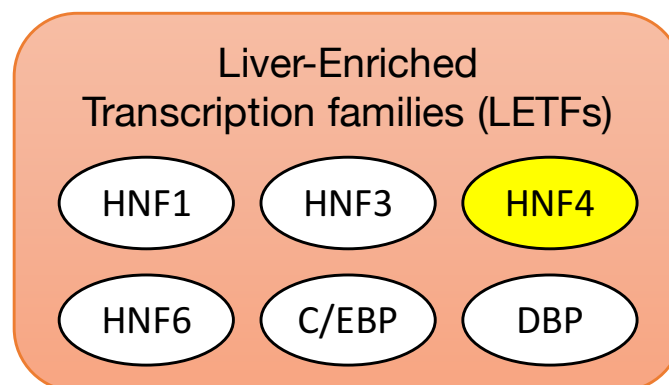 Liver-Enriched
Transcription families (LETFs)
HNF1 HNF3 HNF4
HNF6 C/EBP DBP